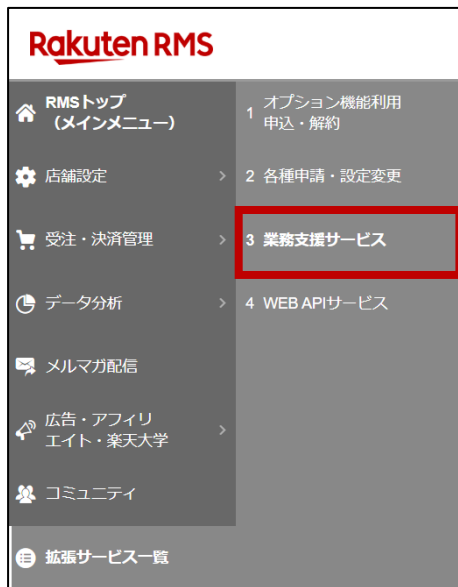 Rakuten RMS
RMSトップ
（メインメニュー）
店舗設定
受注・決済管理
データ分析
メルマガ配信
広告・アフィリ
エイト・楽天大学
コミュニティ
拡張サービス一覧
1 オプション機能利用
申込・解約
2 各種申請・設定変更
3 業務支援サービス
4 WEB APIサービス